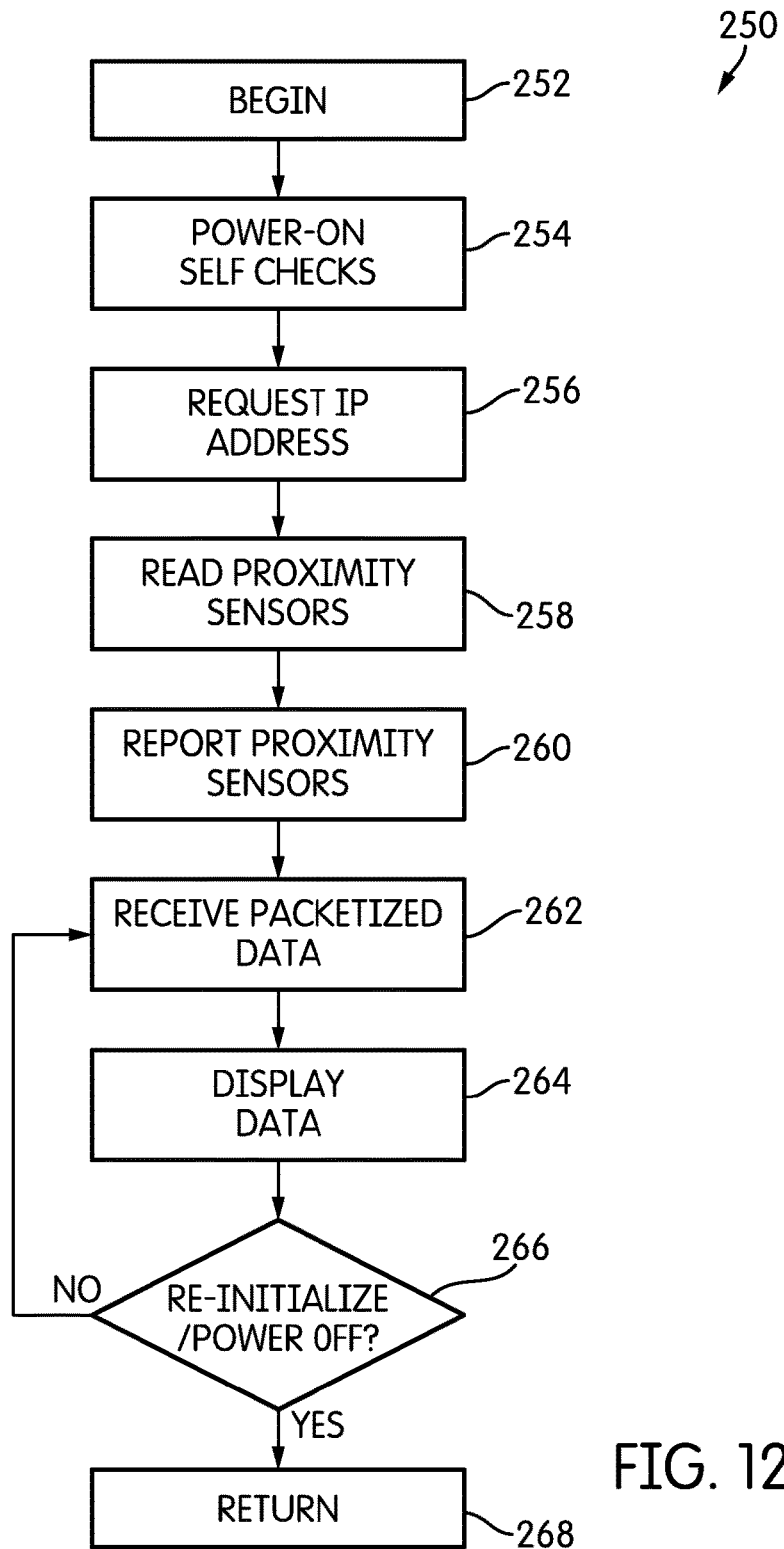 250
BEGIN
252
POWER-ON
SELF CHECKS
254
REQUEST IP
ADDRESS
256
READ PROXIMITY
SENSORS
258
REPORT PROXIMITY
SENSORS
260
RECEIVE PACKETIZED
DATA
262
DISPLAY
DATA
264
RE-INITIALIZE
/POWER OFF?
266
NO
YES
RETURN
268
FIG. 12